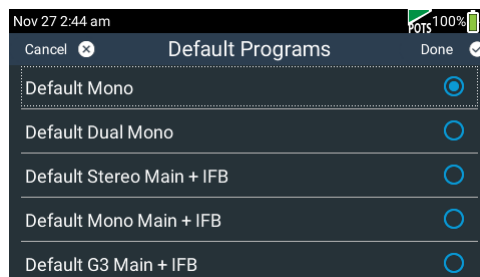 Nov 27 2:44 am POTS 100%
Cancel Default Programs Done
Default Mono
Default Dual Mono
Default Stereo Main + IFB
Default Mono Main + IFB
Default G3 Main + IFB